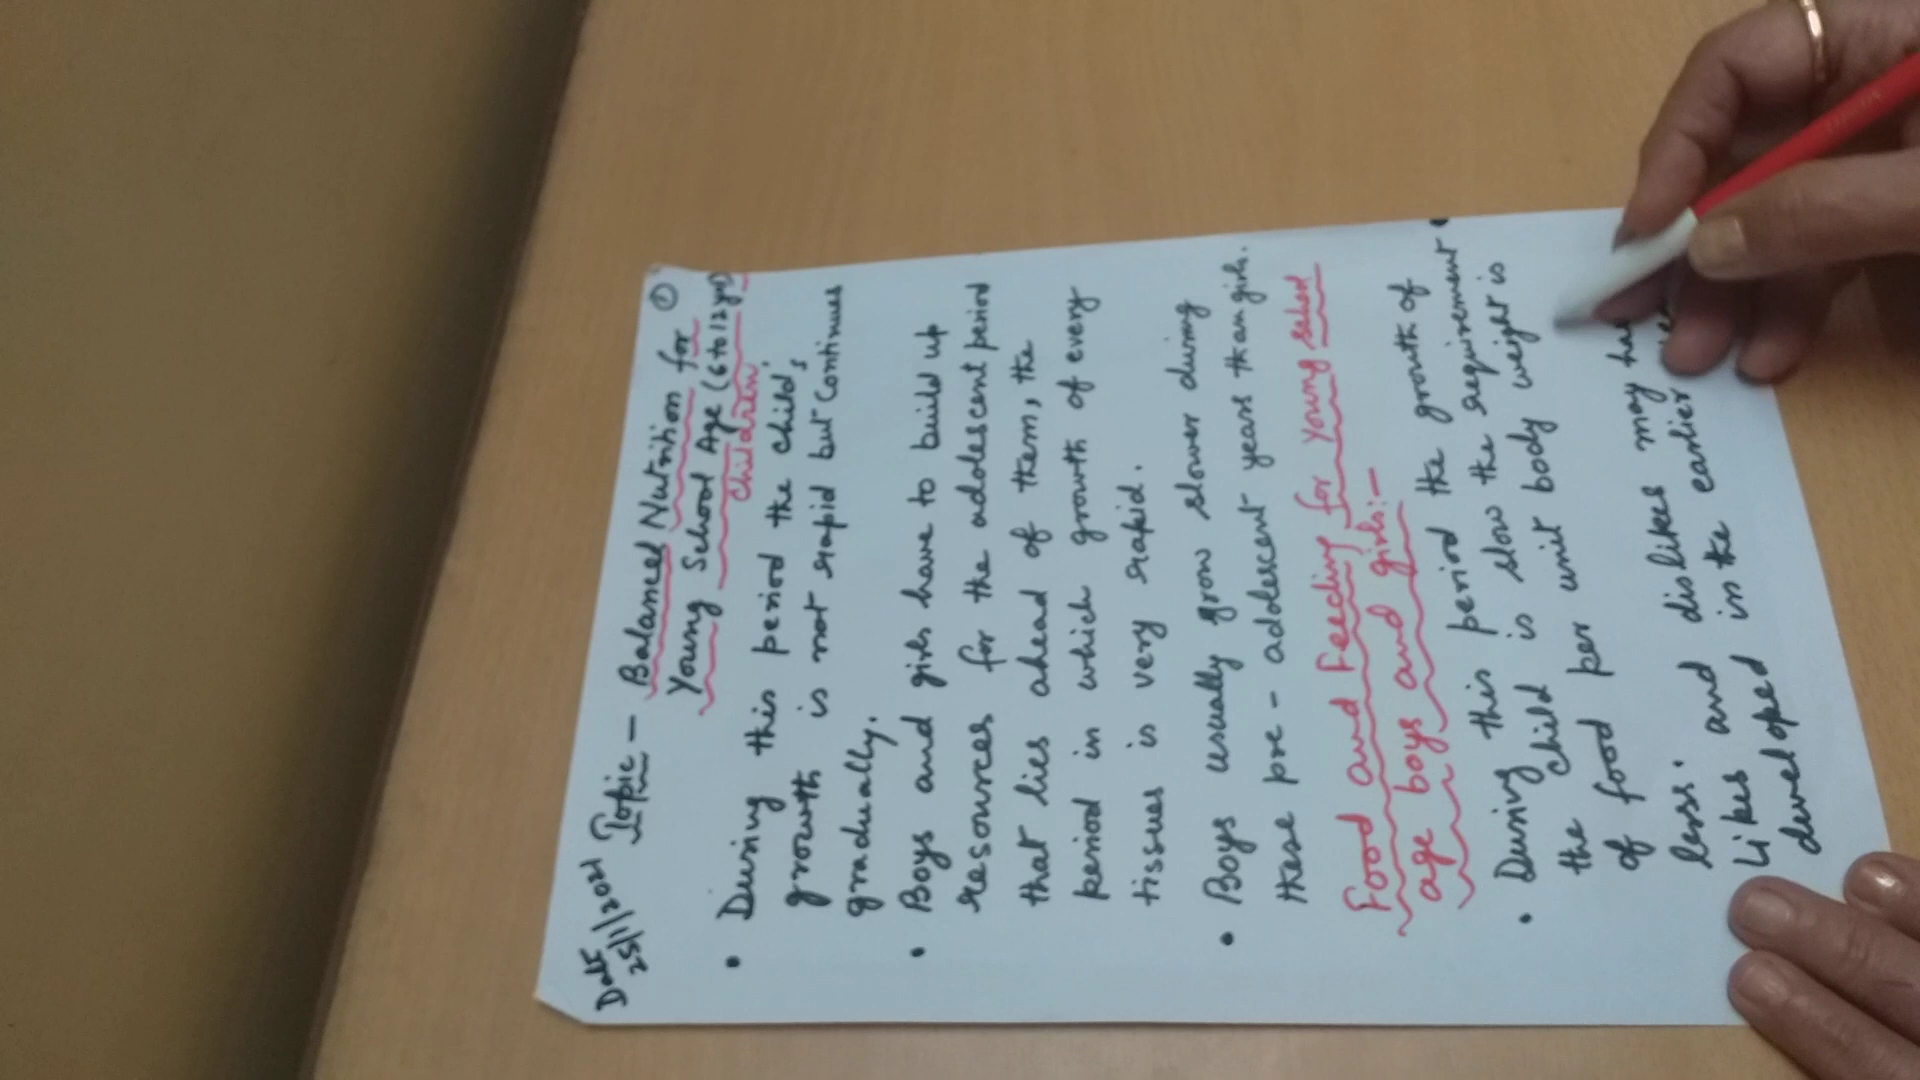 Date
25/1/2021 Topic - Balanced Nutrition for ①
Young School Age (6 to 12 yrs)
children
• During this period the child's
growth is not rapid but continues
gradually.
• Boys and girls have to build up
resources for the adolescent period
that lies ahead of them, the
period in which growth of every
tissues is very rapid.
• Boys usually grow slower during
these pre - adolescent years than girls.
Food and Feeding for young school
age boys and girls:-
• During this period the growth of
the child is slow the requirement
of food per unit body weight is
less.
Likes and dislikes may
developed in the earlier